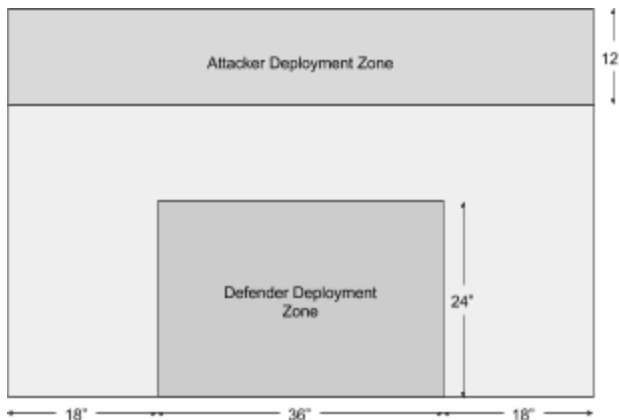 Attacker Deployment Zone
12"
Defender Deployment
Zone
24"
18"
36"
18"